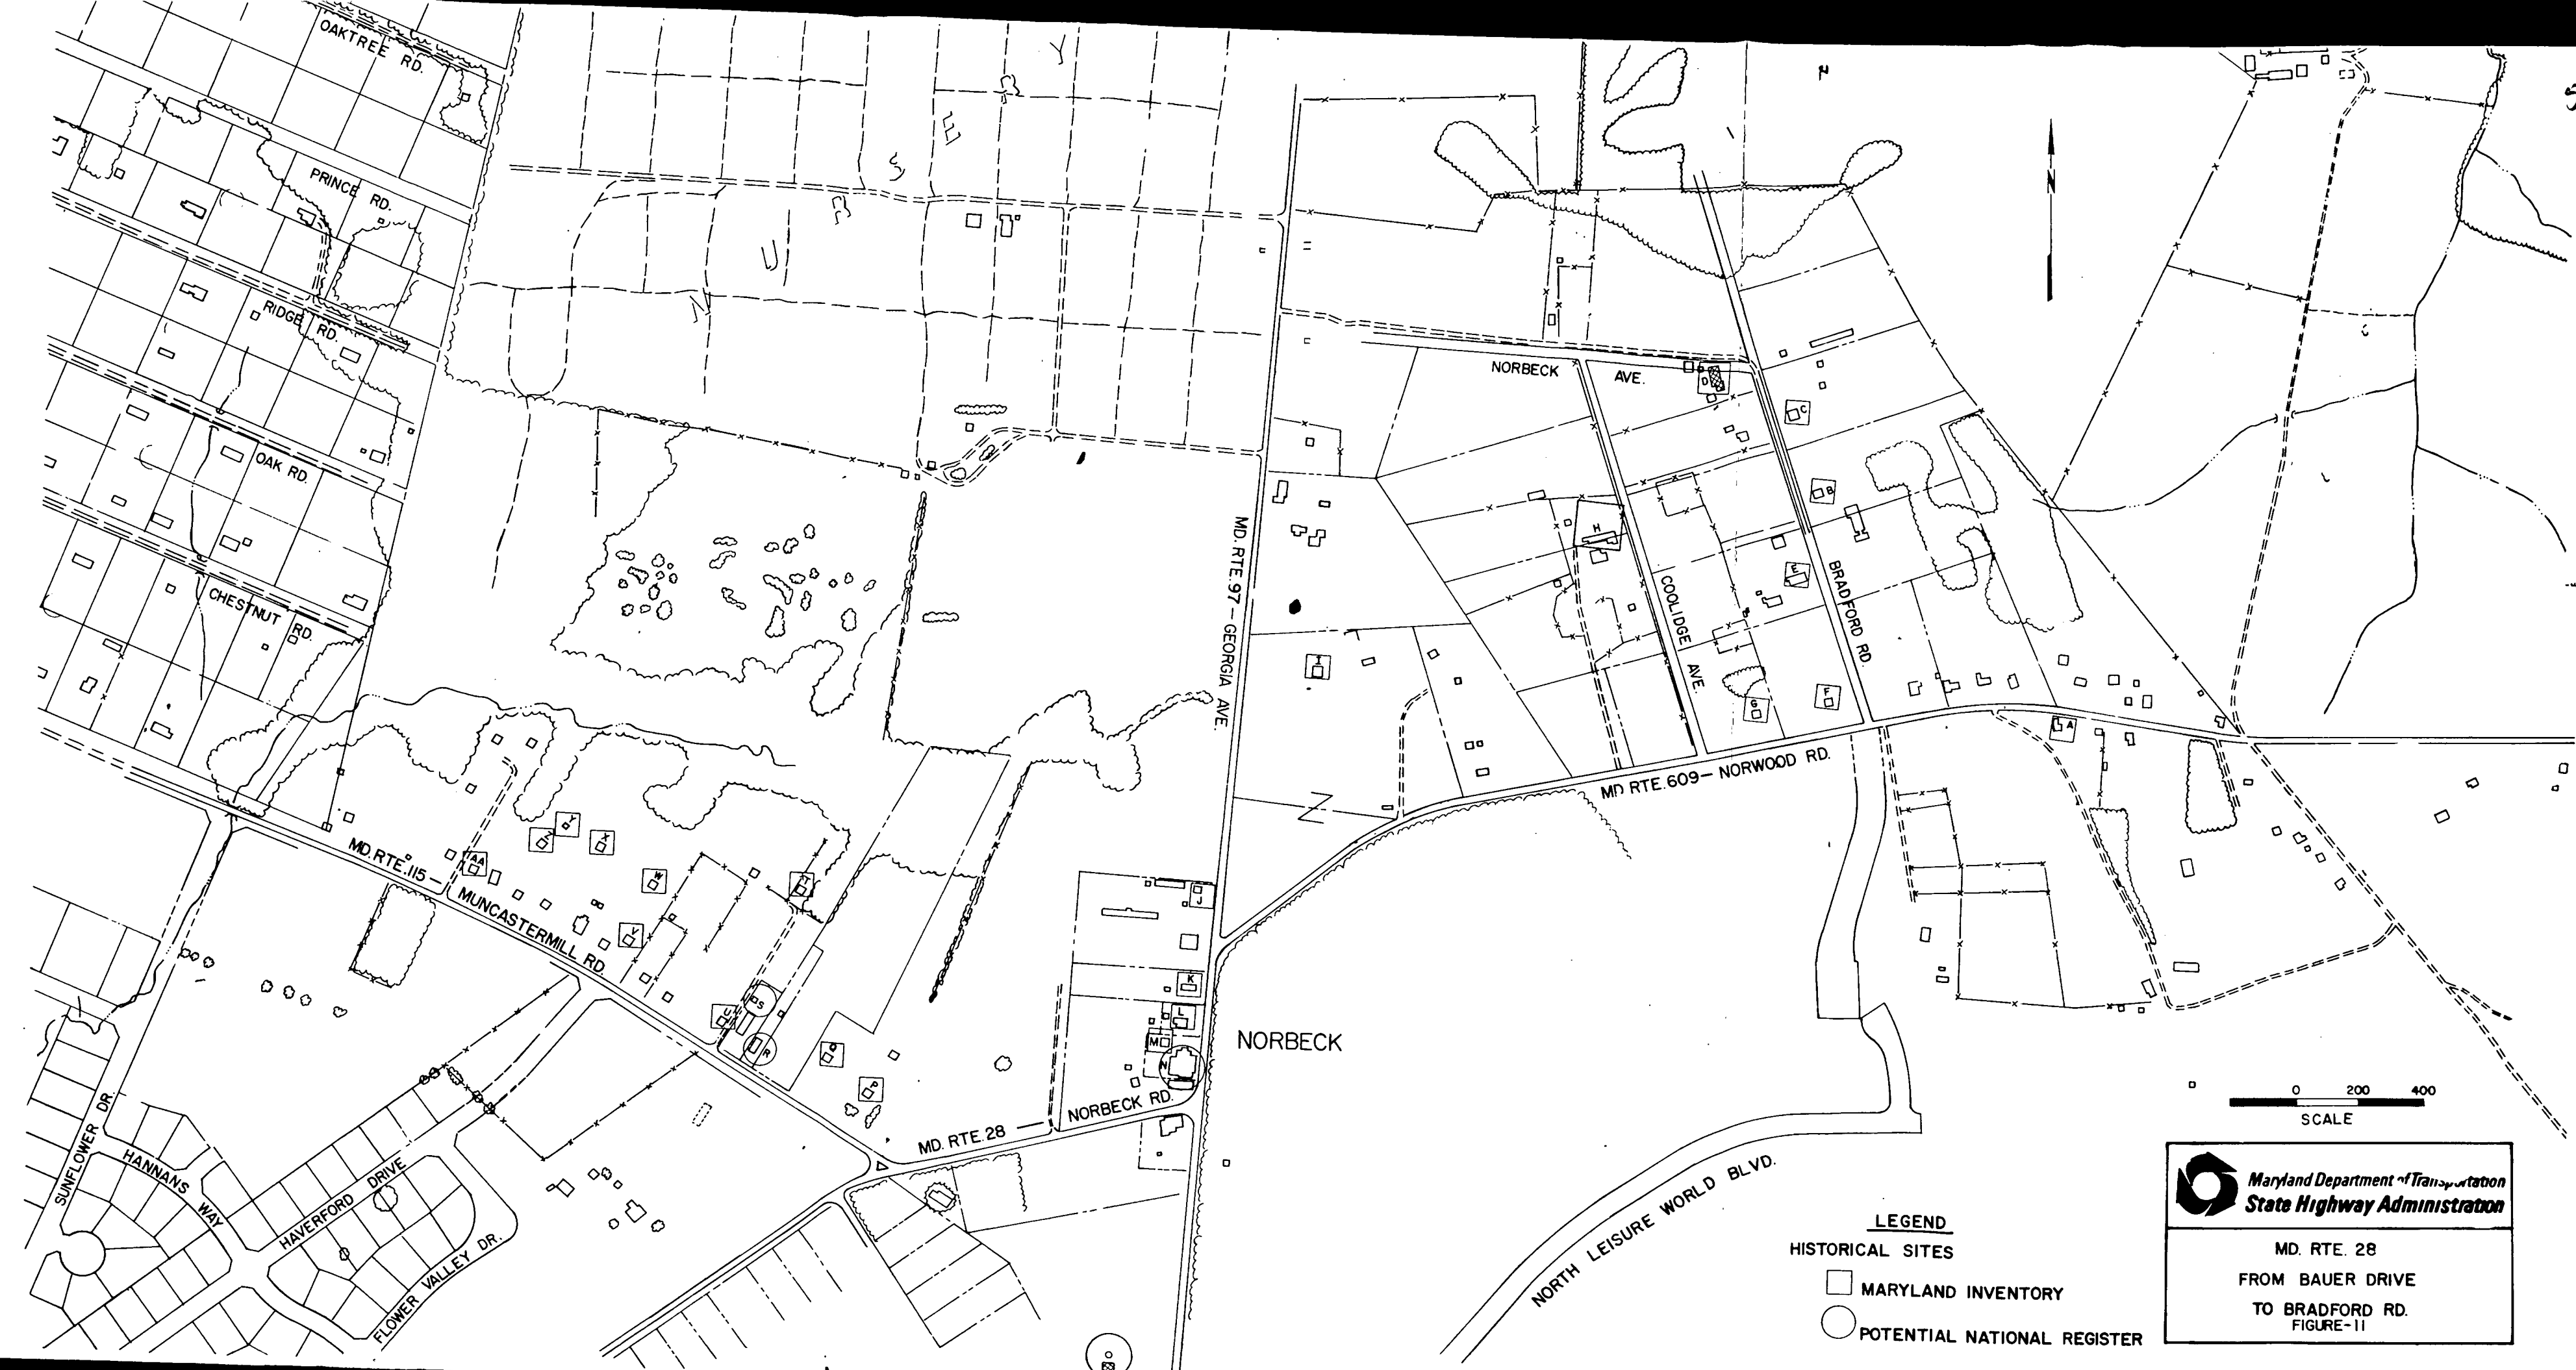 OAKTREE RD.
PRINCE RD.
RIDGE RD.
OAK RD.
CHESTNUT RD.
N U R S E R Y
N
NORBECK AVE.
D
C
B
H
E
MD. RTE. 97 - GEORGIA AVE.
COOLIDGE AVE.
BRADFORD RD.
I
G
F
A
MD RTE. 609 - NORWOOD RD.
MD. RTE. 115 - MUNCASTERMILL RD.
AA
Z
Y
X
W
V
T
J
K
L
M
N
U
S
R
Q
P
NORBECK
MD. RTE. 28 — NORBECK RD.
SUNFLOWER DR.
HANNANS WAY
HAVERFORD DRIVE
FLOWER VALLEY DR.
NORTH LEISURE WORLD BLVD.
0 200 400
SCALE
LEGEND
HISTORICAL SITES
MARYLAND INVENTORY
POTENTIAL NATIONAL REGISTER
Maryland Department of Transportation
State Highway Administration
MD. RTE. 28
FROM BAUER DRIVE
TO BRADFORD RD.
FIGURE-11